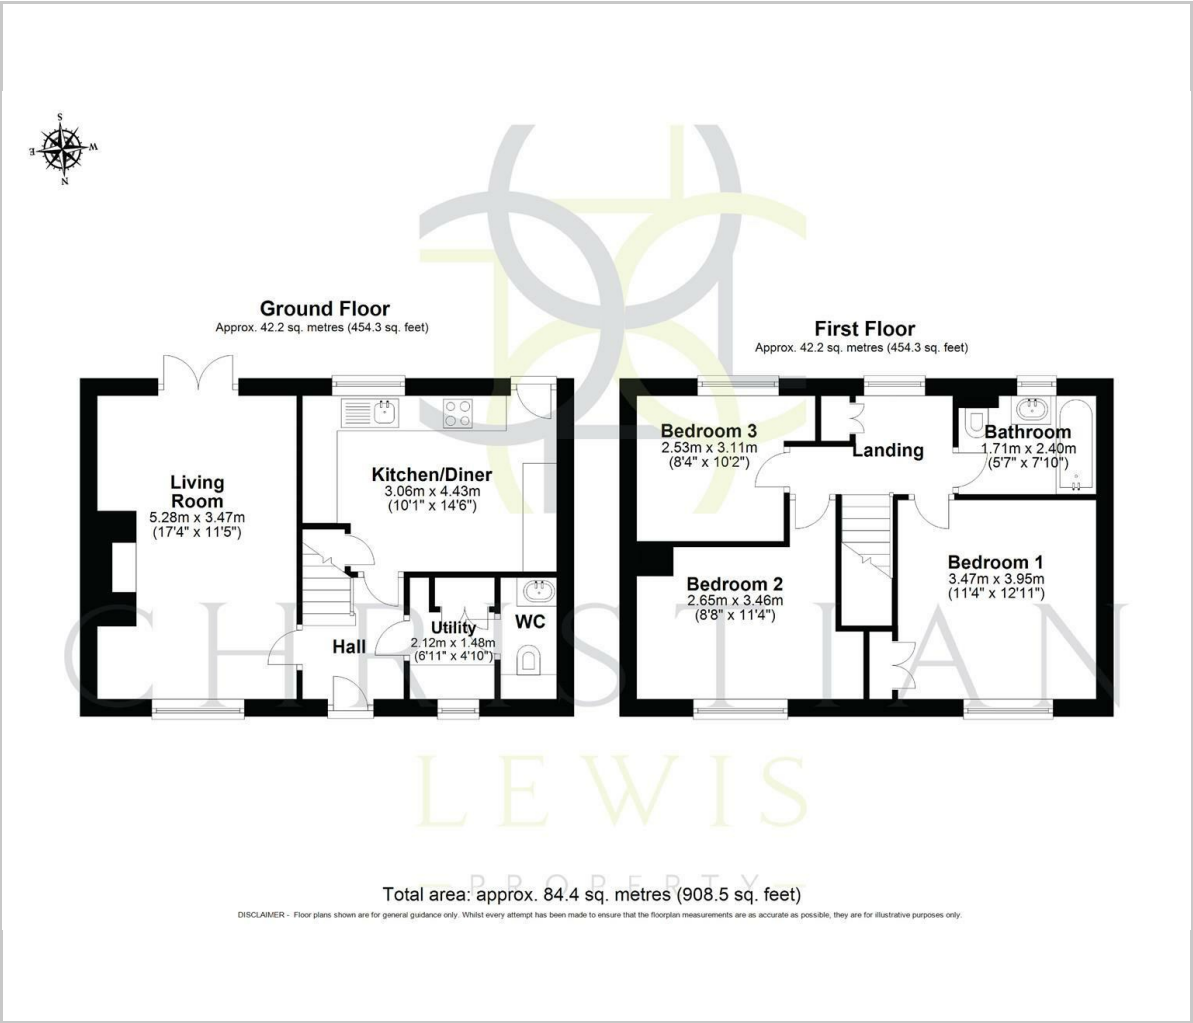 S
E
W
N
Ground Floor
Approx. 42.2 sq. metres (454.3 sq. feet)
Living
Room
5.28m x 3.47m
(17'4" x 11'5")
Kitchen/Diner
3.06m x 4.43m
(10'1" x 14'6")
Hall
Utility
2.12m x 1.48m
(6'11" x 4'10")
WC
First Floor
Approx. 42.2 sq. metres (454.3 sq. feet)
Bedroom 3
2.53m x 3.11m
(8'4" x 10'2")
Landing
Bathroom
1.71m x 2.40m
(5'7" x 7'10")
Bedroom 2
2.65m x 3.46m
(8'8" x 11'4")
Bedroom 1
3.47m x 3.95m
(11'4" x 12'11")
CHRISTIAN
LEWIS
PROPERTY
Total area: approx. 84.4 sq. metres (908.5 sq. feet)
DISCLAIMER - Floor plans shown are for general guidance only. Whilst every attempt has been made to ensure that the floorplan measurements are as accurate as possible, they are for illustrative purposes only.